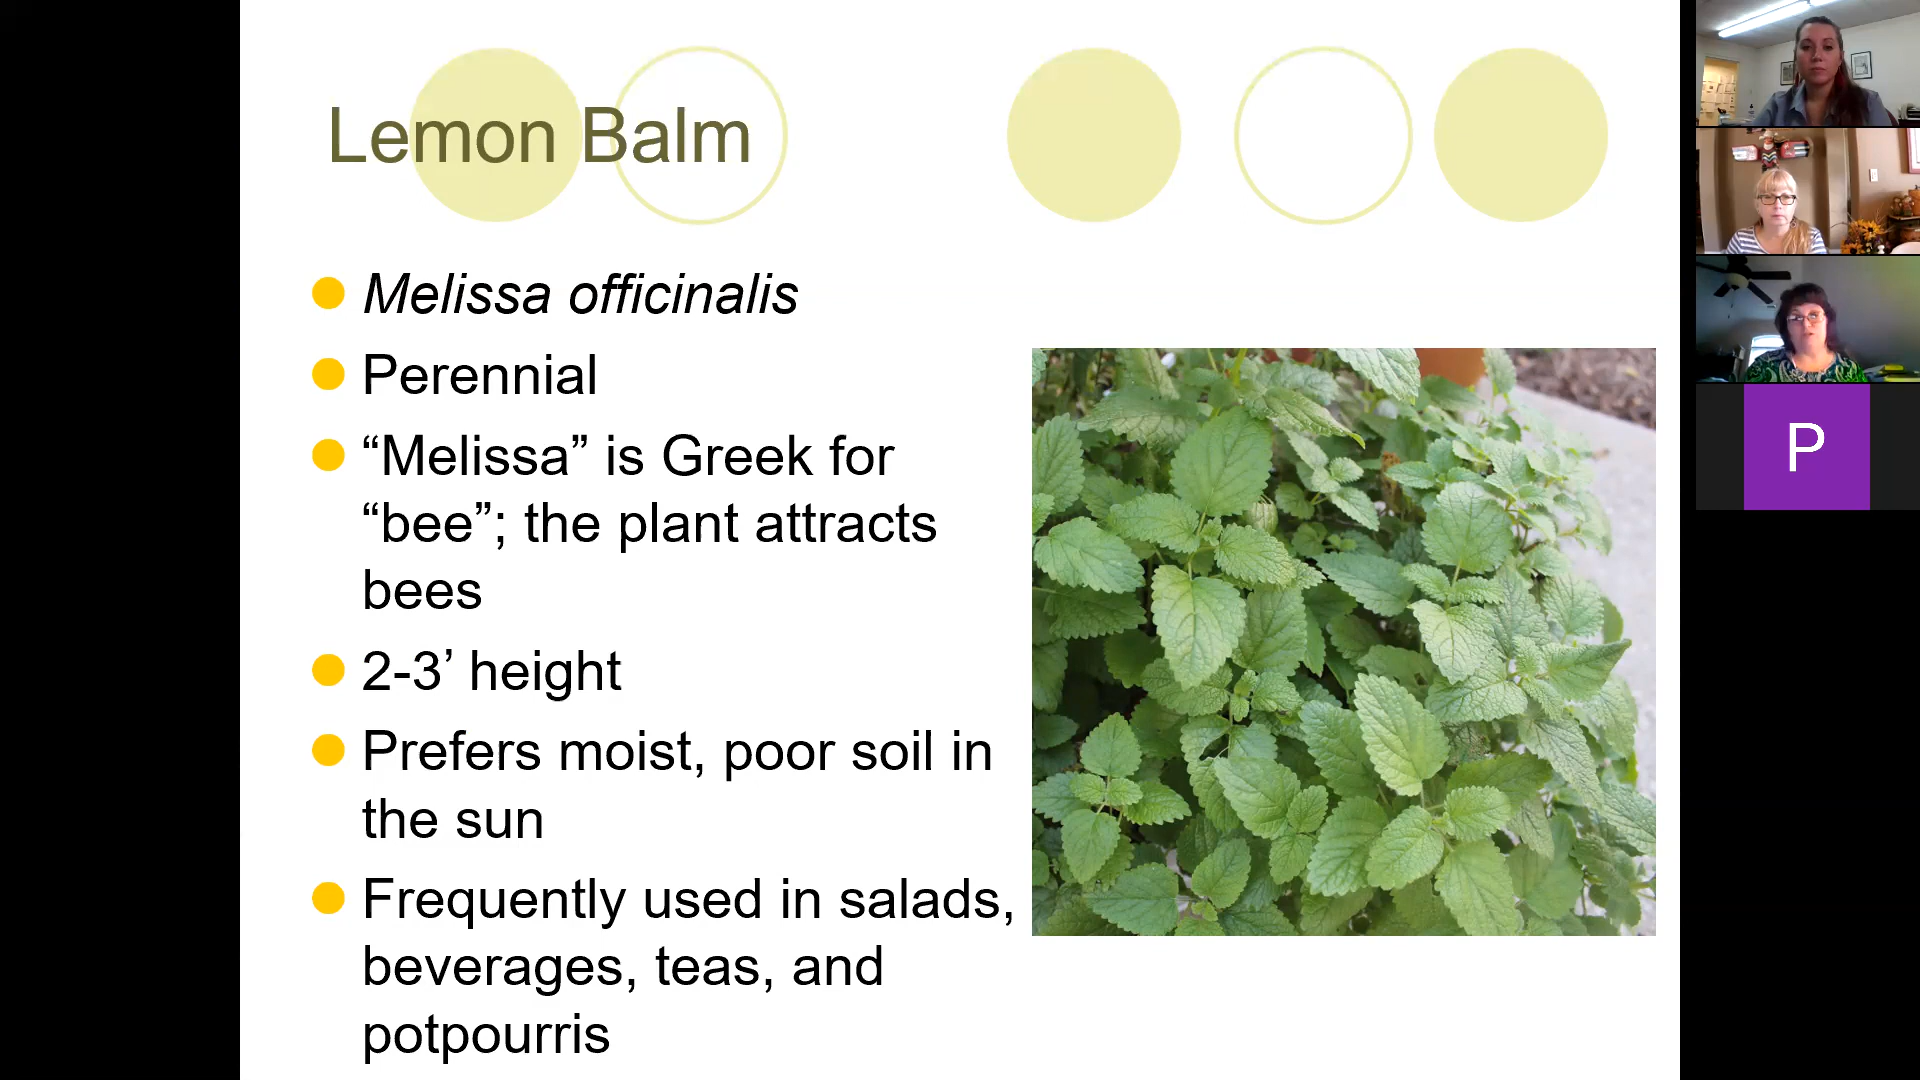 Lemon Balm
Melissa officinalis
Perennial
“Melissa” is Greek for
“bee”; the plant attracts
bees
2-3’ height
Prefers moist, poor soil in
the sun
Frequently used in salads,
beverages, teas, and
potpourris
P